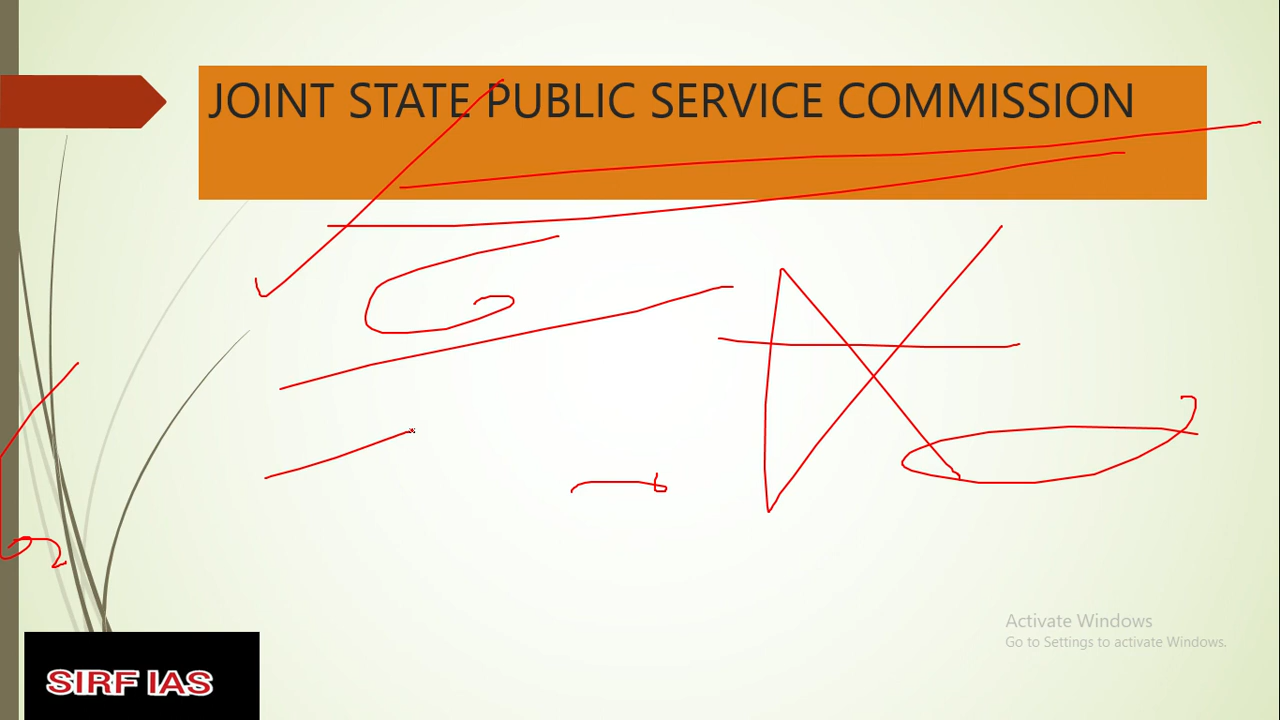 JOINT STATE PUBLIC SERVICE COMMISSION
Activate Windows
Go to Settings to activate Windows.
SIRF IAS